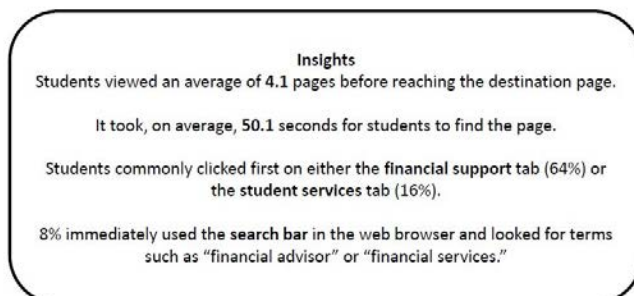 Insights
Students viewed an average of 4.1 pages before reaching the destination page.
It took, on average, 50.1 seconds for students to find the page.
Students commonly clicked first on either the financial support tab (64%) or
the student services tab (16%).
8% immediately used the search bar in the web browser and looked for terms
such as “financial advisor” or “financial services.”